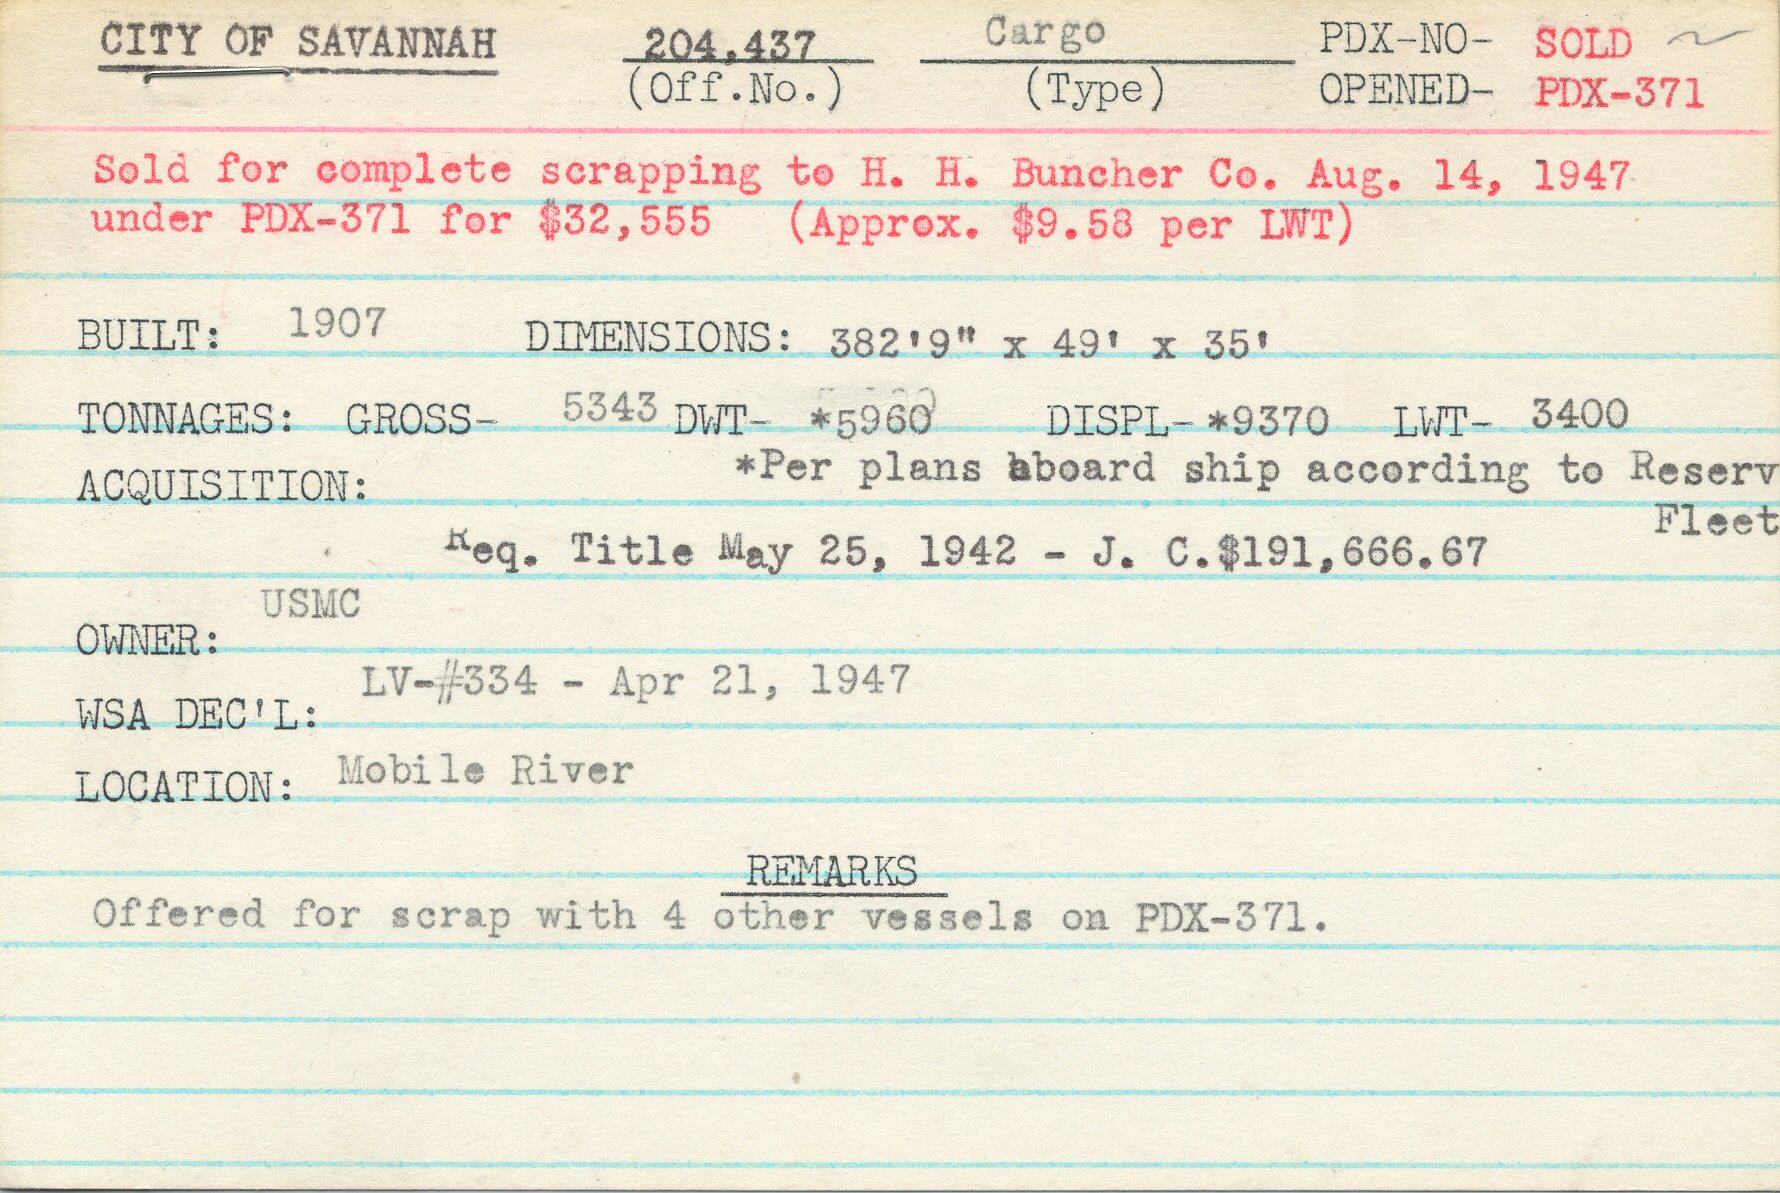 CITY OF SAVANNAH 204,437 Cargo PDX-NO- SOLD
(Off.No.) (Type) OPENED- PDX-371
Sold for complete scrapping to H. H. Buncher Co. Aug. 14, 1947
under PDX-371 for $32,555 (Approx. $9.58 per LWT)
BUILT: 1907 DIMENSIONS: 382'9" x 49' x 35'
TONNAGES: GROSS- 5343 DWT- *5960 DISPL- *9370 LWT- 3400
*Per plans aboard ship according to Reserv
Fleet
ACQUISITION:
Req. Title May 25, 1942 - J. C.$191,666.67
OWNER: USMC
WSA DEC'L: LV-#334 - Apr 21, 1947
LOCATION: Mobile River
REMARKS
Offered for scrap with 4 other vessels on PDX-371.